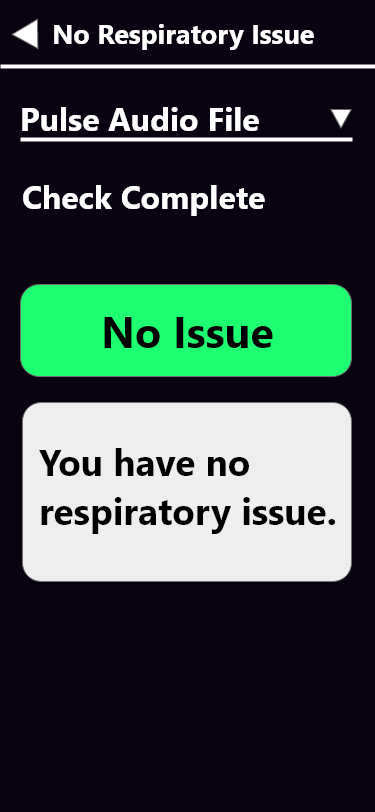 No Respiratory Issue
Pulse Audio File
Check Complete
No Issue
You have no
respiratory issue.